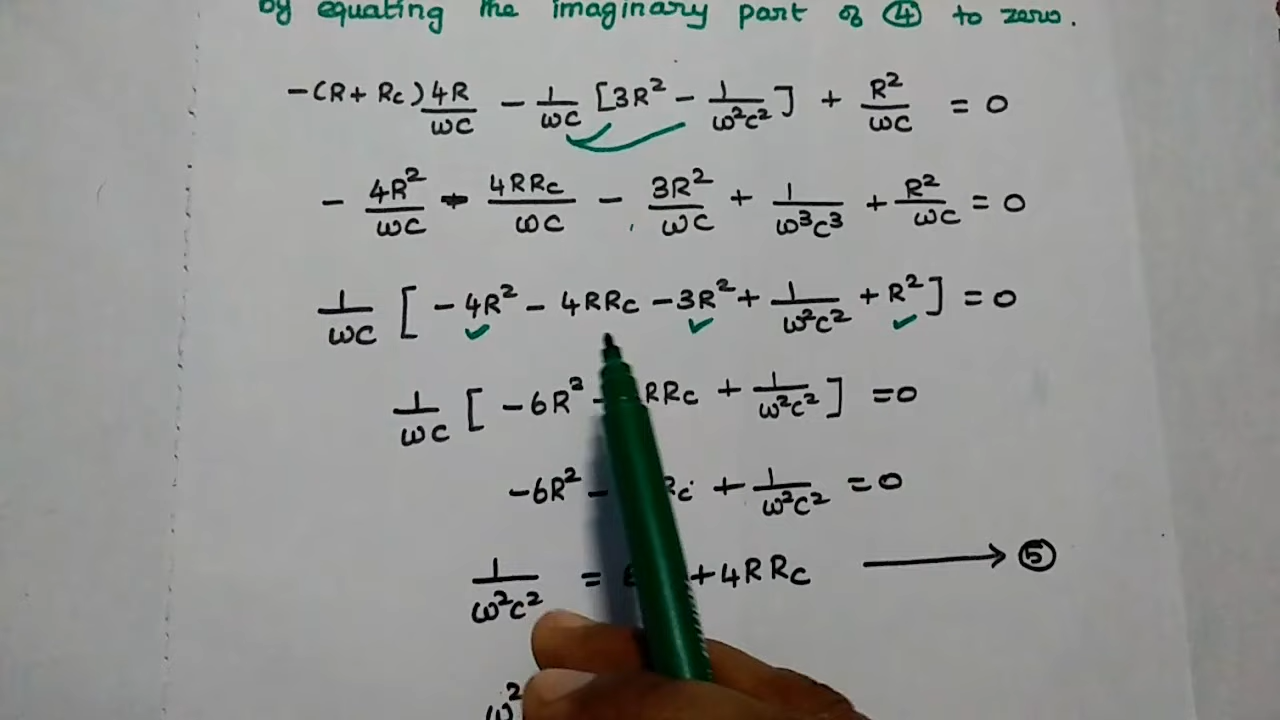 by equating the imaginary part of ④ to zero.
-(R + Rc) 4R/ωC - 1/ωC [3R² - 1/ω²C²] + R²/ωC = 0
- 4R²/ωC - 4RRc/ωC - 3R²/ωC + 1/ω³C³ + R²/ωC = 0
1/ωC [ - 4R² - 4RRc - 3R² + 1/ω²C² + R² ] = 0
1/ωC [ - 6R² - RRc + 1/ω²C² ] = 0
-6R² - Rc + 1/ω²C² = 0
1/ω²C² = + 4RRc ⟶ ⑤
ω²